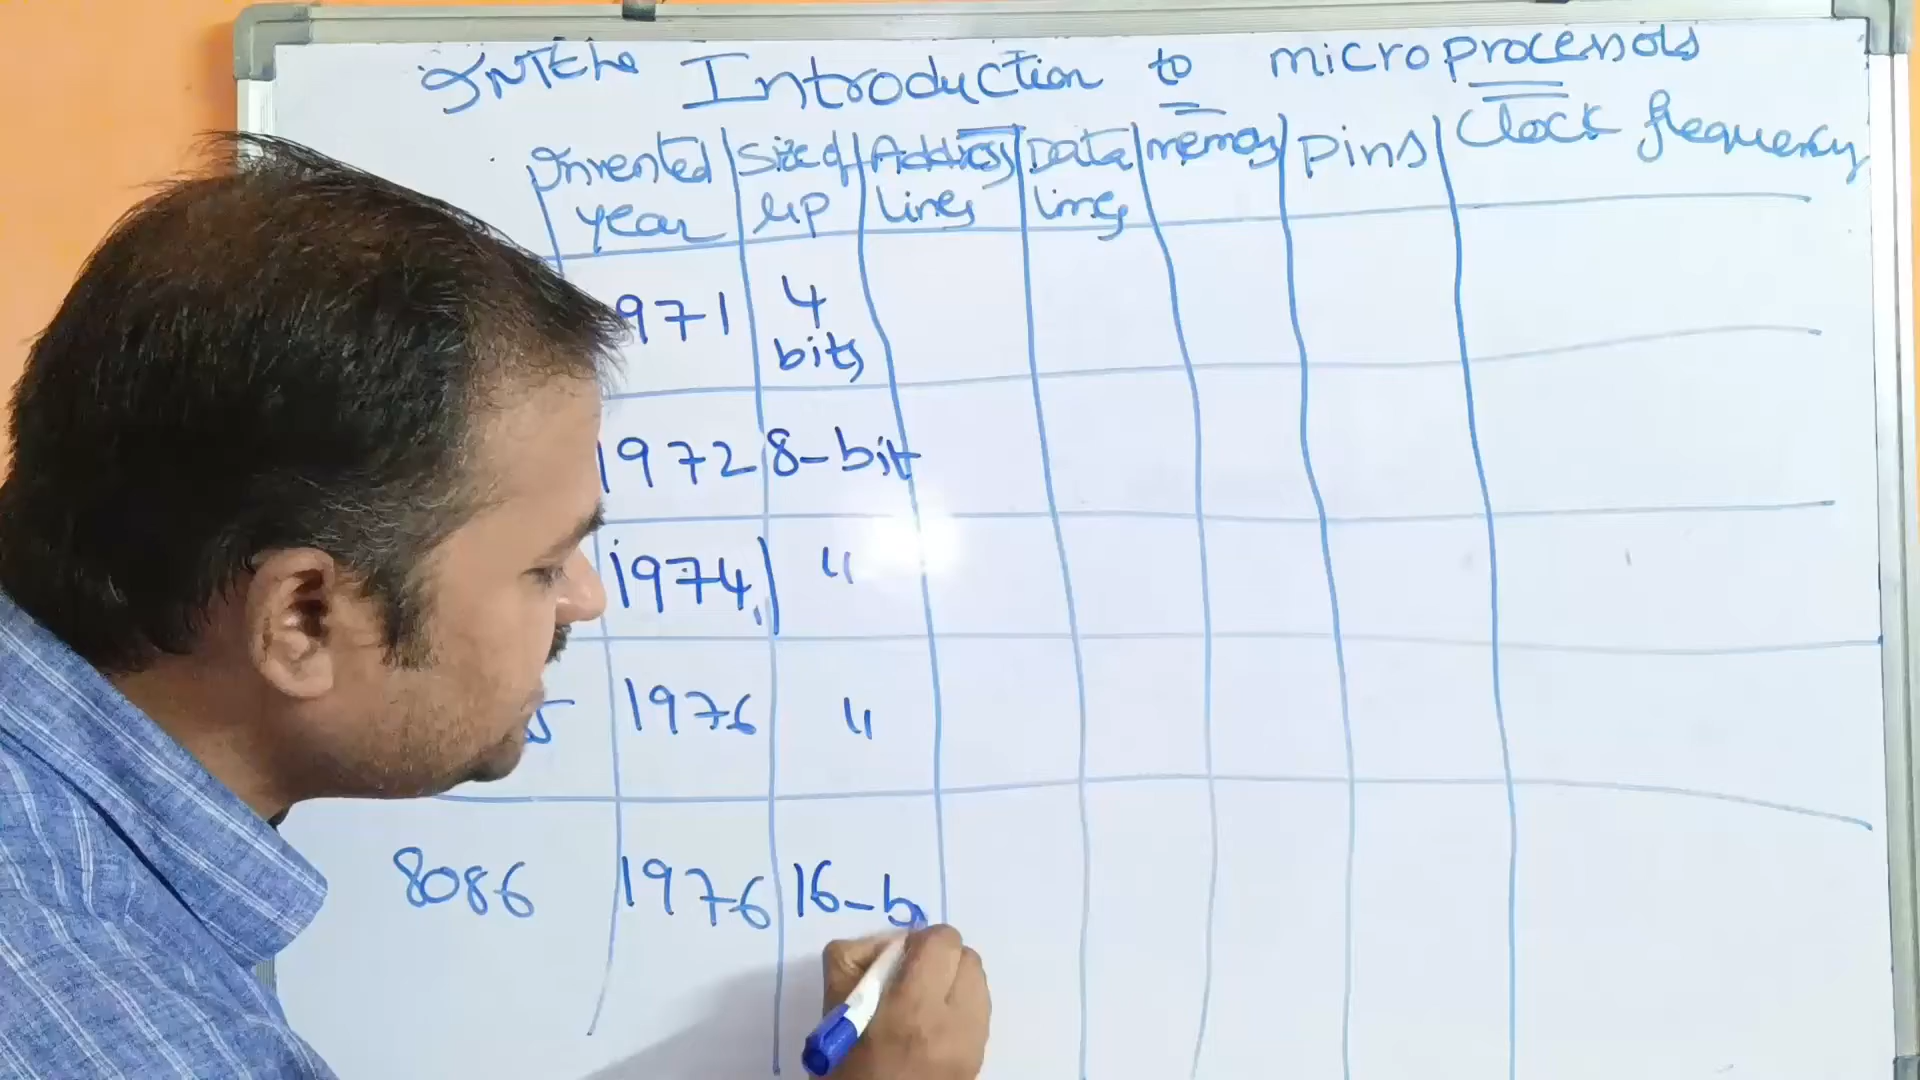 Introduction to microprocessors
Invented year | Size of μp | Address lines | Data lines | memory | pins | Clock frequency
971 | 4 bits
1972 | 8-bit
1974 | "
5 | 1976 | "
8086 | 1976 | 16-b